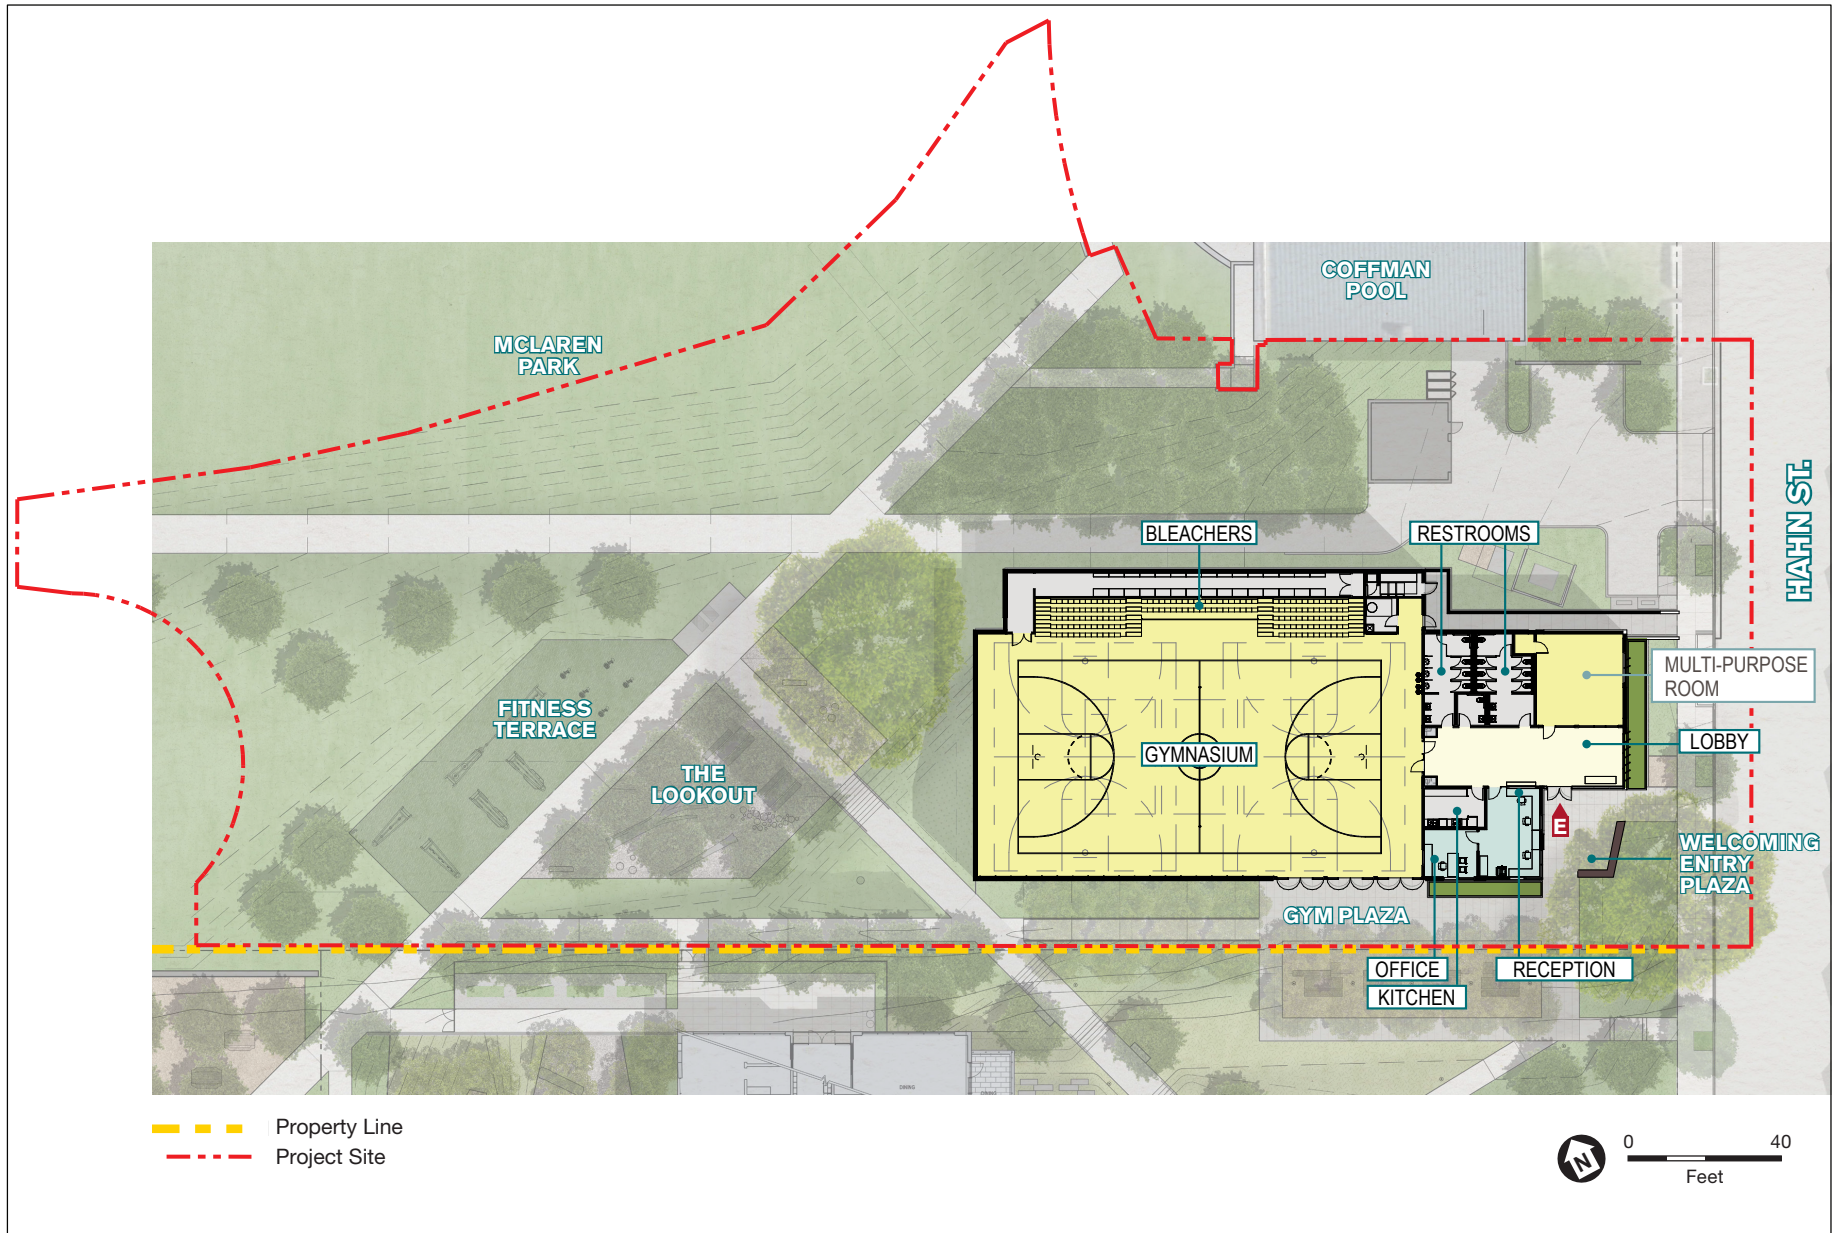 COFFMAN
POOL
MCLAREN
PARK
HAHN ST.
BLEACHERS
RESTROOMS
MULTI-PURPOSE
ROOM
FITNESS
TERRACE
LOBBY
GYMNASIUM
THE
LOOKOUT
E
WELCOMING
ENTRY
PLAZA
GYM PLAZA
OFFICE
RECEPTION
KITCHEN
DINING
Property Line
Project Site
N
0 40
Feet